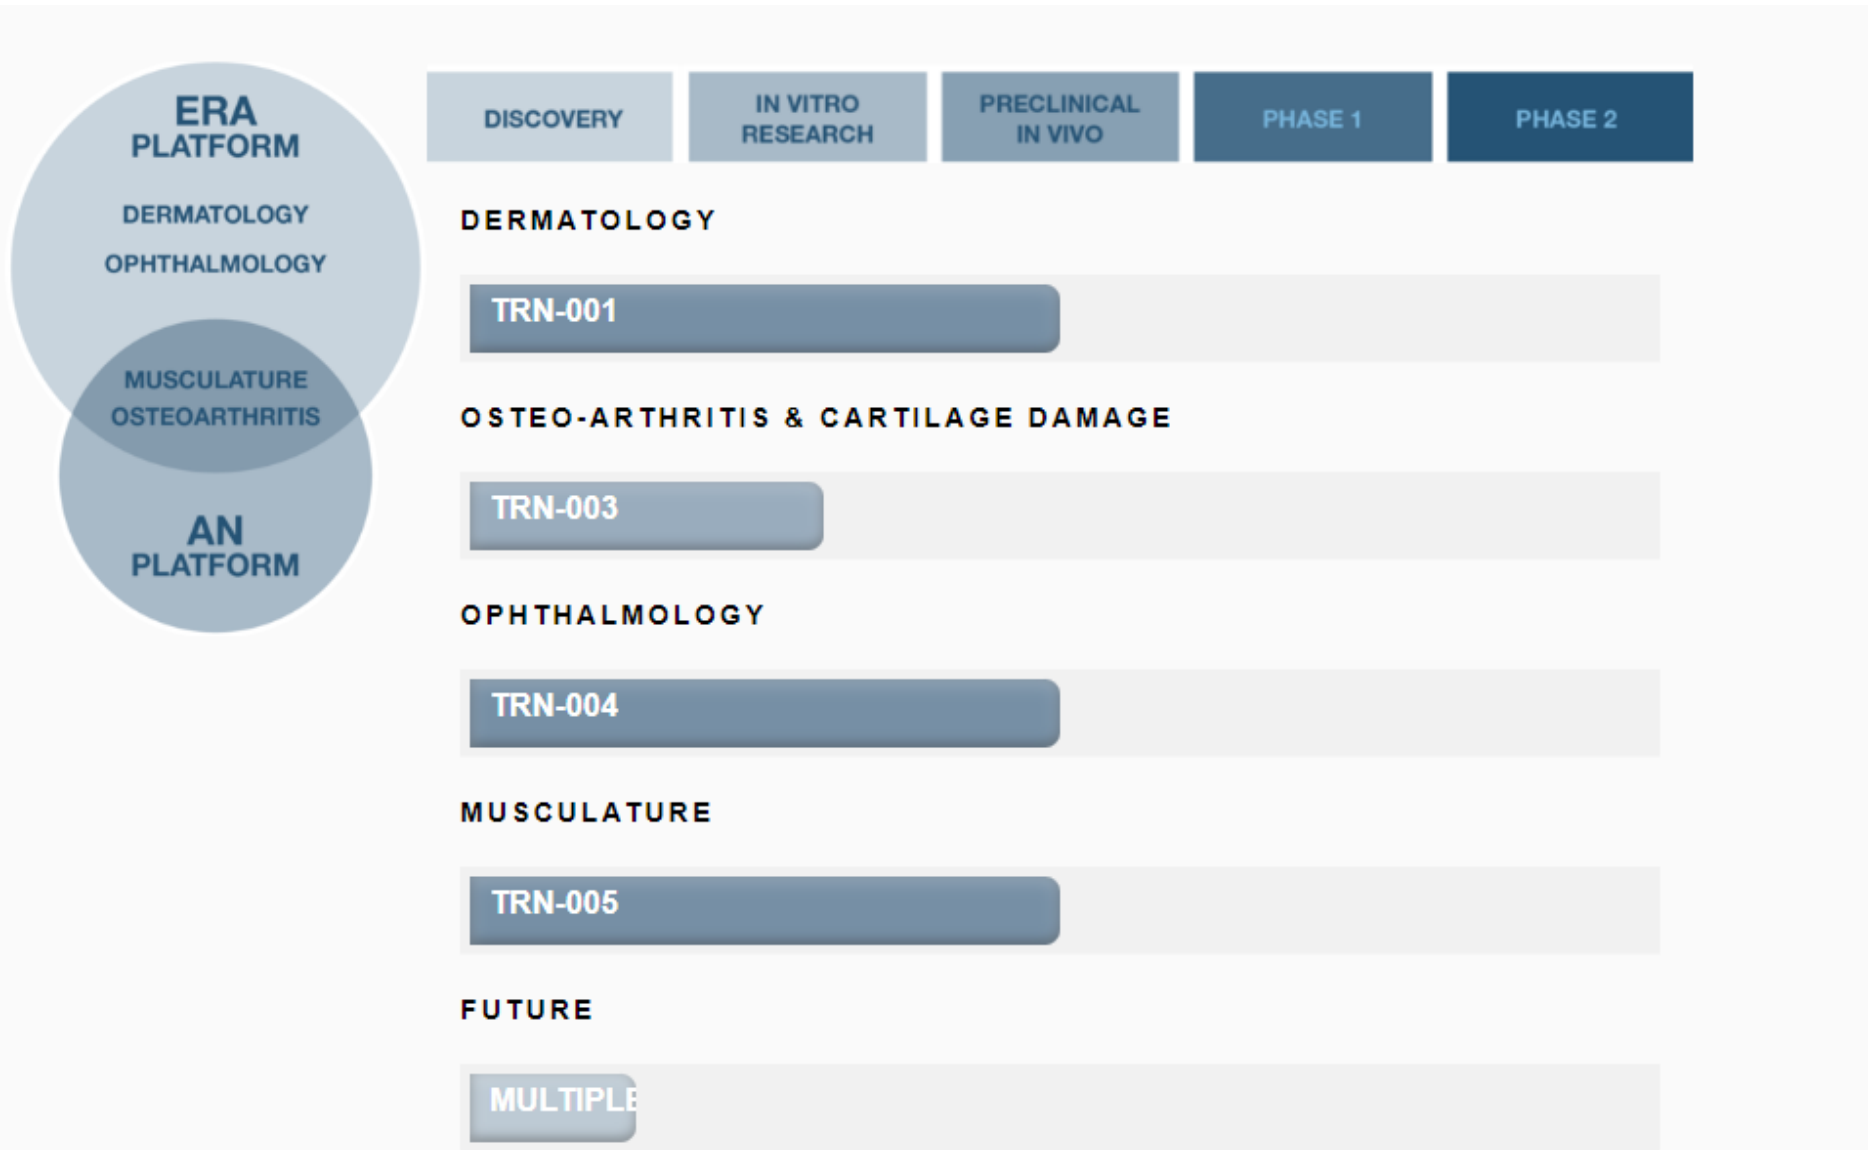 ERA
PLATFORM
DERMATOLOGY
OPHTHALMOLOGY
MUSCULATURE
OSTEOARTHRITIS
AN
PLATFORM
DISCOVERY
IN VITRO
RESEARCH
PRECLINICAL
IN VIVO
PHASE 1
PHASE 2
DERMATOLOGY
TRN-001
OSTEO-ARTHRITIS & CARTILAGE DAMAGE
TRN-003
OPHTHALMOLOGY
TRN-004
MUSCULATURE
TRN-005
FUTURE
MULTIPLE